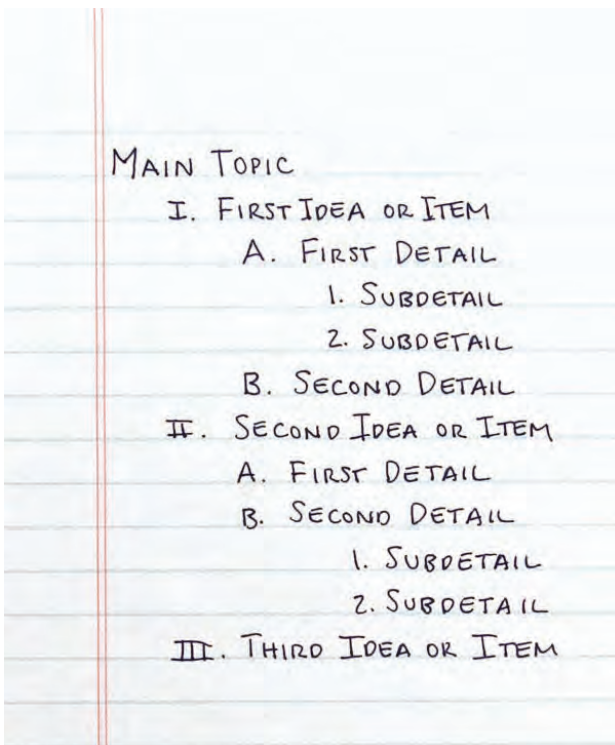 MAIN TOPIC
I. FIRST IDEA OR ITEM
A. FIRST DETAIL
1. SUBDETAIL
2. SUBDETAIL
B. SECOND DETAIL
II. SECOND IDEA OR ITEM
A. FIRST DETAIL
B. SECOND DETAIL
1. SUBDETAIL
2. SUBDETAIL
III. THIRD IDEA OR ITEM